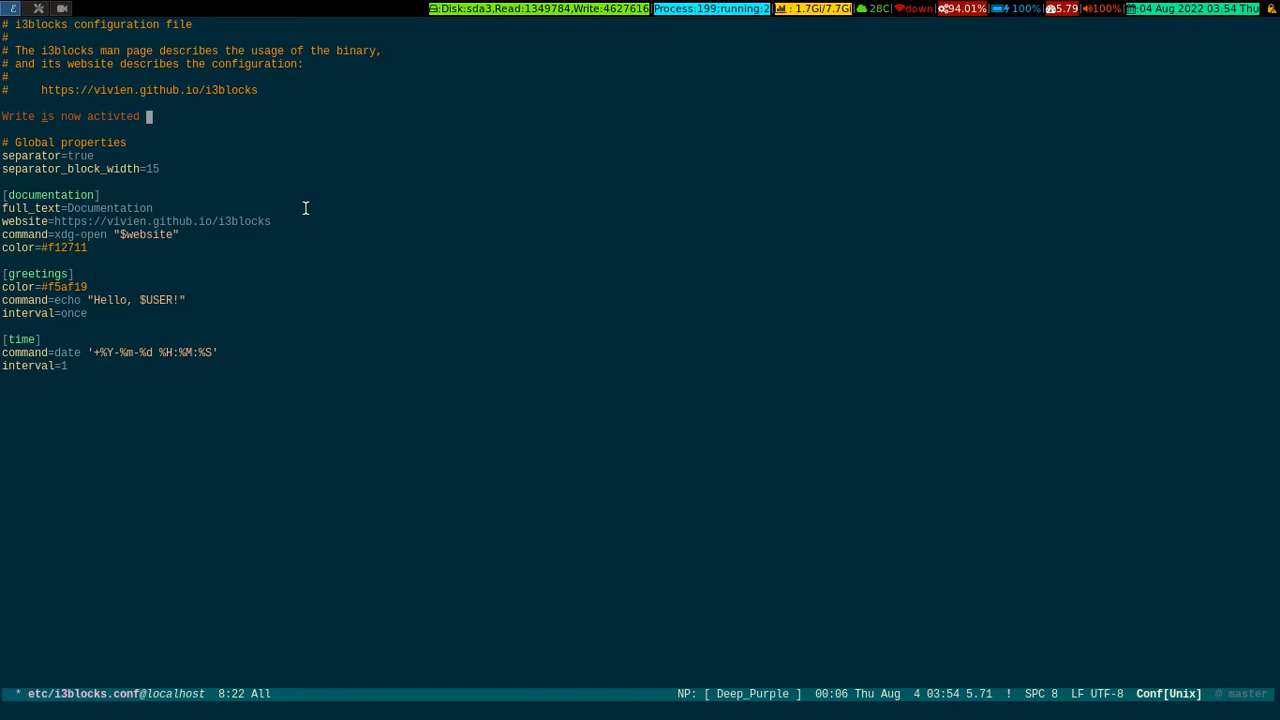 Disk:sda3,Read:1349784,Write:4627616 Process:199;running:2 : 1.7Gi/7.7Gi 28C down 94.01% 100% 5.79 100% :04 Aug 2022 03:54 Thu
# i3blocks configuration file
#
# The i3blocks man page describes the usage of the binary,
# and its website describes the configuration:
#
#     https://vivien.github.io/i3blocks
Write is now activted
# Global properties
separator=true
separator_block_width=15
[documentation]
full_text=Documentation
website=https://vivien.github.io/i3blocks
command=xdg-open "$website"
color=#f12711
[greetings]
color=#f5af19
command=echo "Hello, $USER!"
interval=once
[time]
command=date '+%Y-%m-%d %H:%M:%S'
interval=1
* etc/i3blocks.conf@localhost 8:22 All NP: [ Deep_Purple ] 00:06 Thu Aug 4 03:54 5.71 ! SPC 8 LF UTF-8 Conf[Unix] @ master